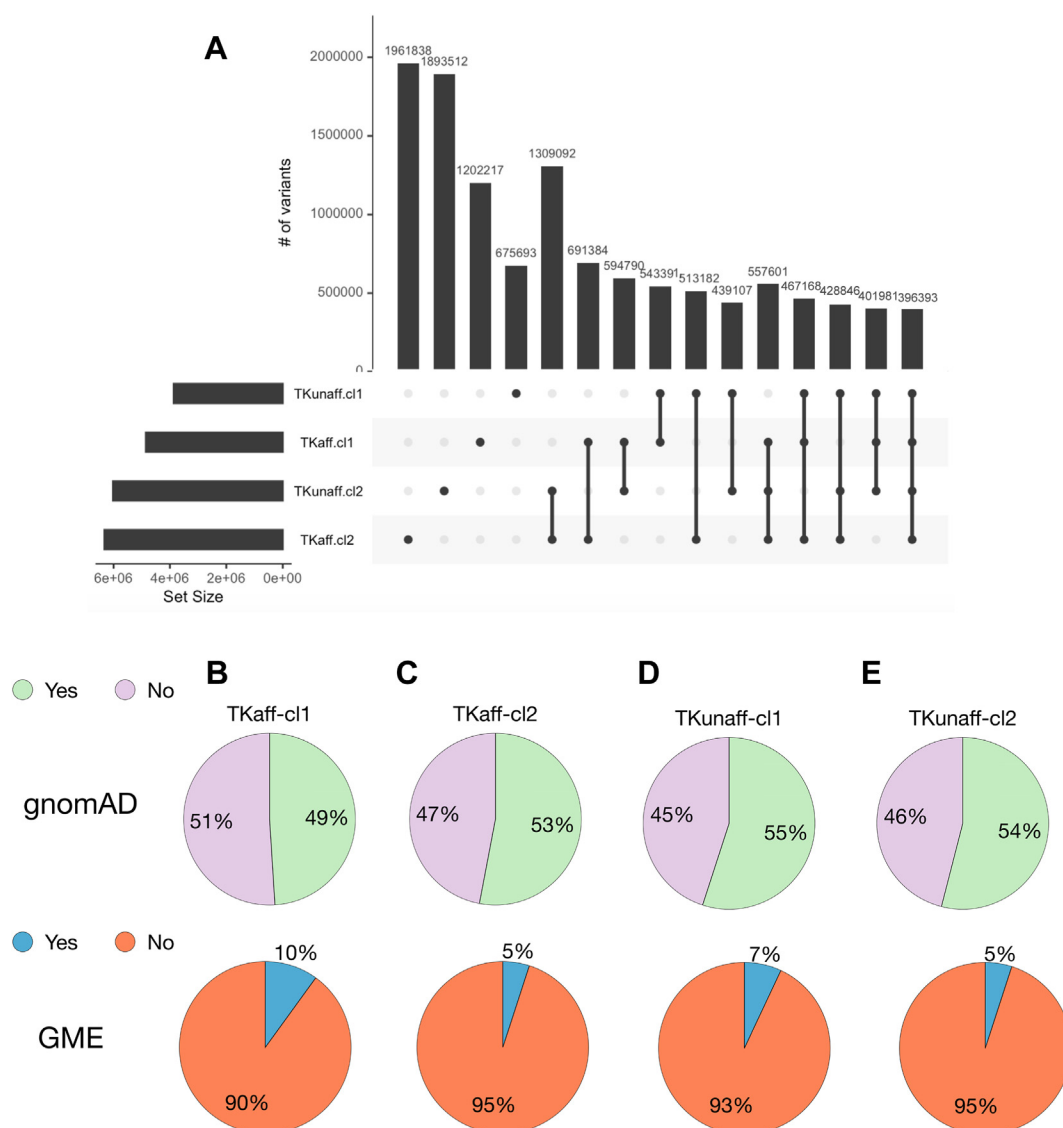 A
# of variants
2000000
1500000
1000000
500000
0
1961838
1893512
1202217
675693
1309092
691384
594790
543391
513182
439107
557601
467168
428846
401981
396393
TKunaff.cl1
TKaff.cl1
TKunaff.cl2
TKaff.cl2
6e+06 4e+06 2e+06 0e+00
Set Size
B C D E
Yes No
TKaff-cl1 TKaff-cl2 TKunaff-cl1 TKunaff-cl2
gnomAD
51% 49% 47% 53% 45% 55% 46% 54%
Yes No
10% 5% 7% 5%
GME
90% 95% 93% 95%